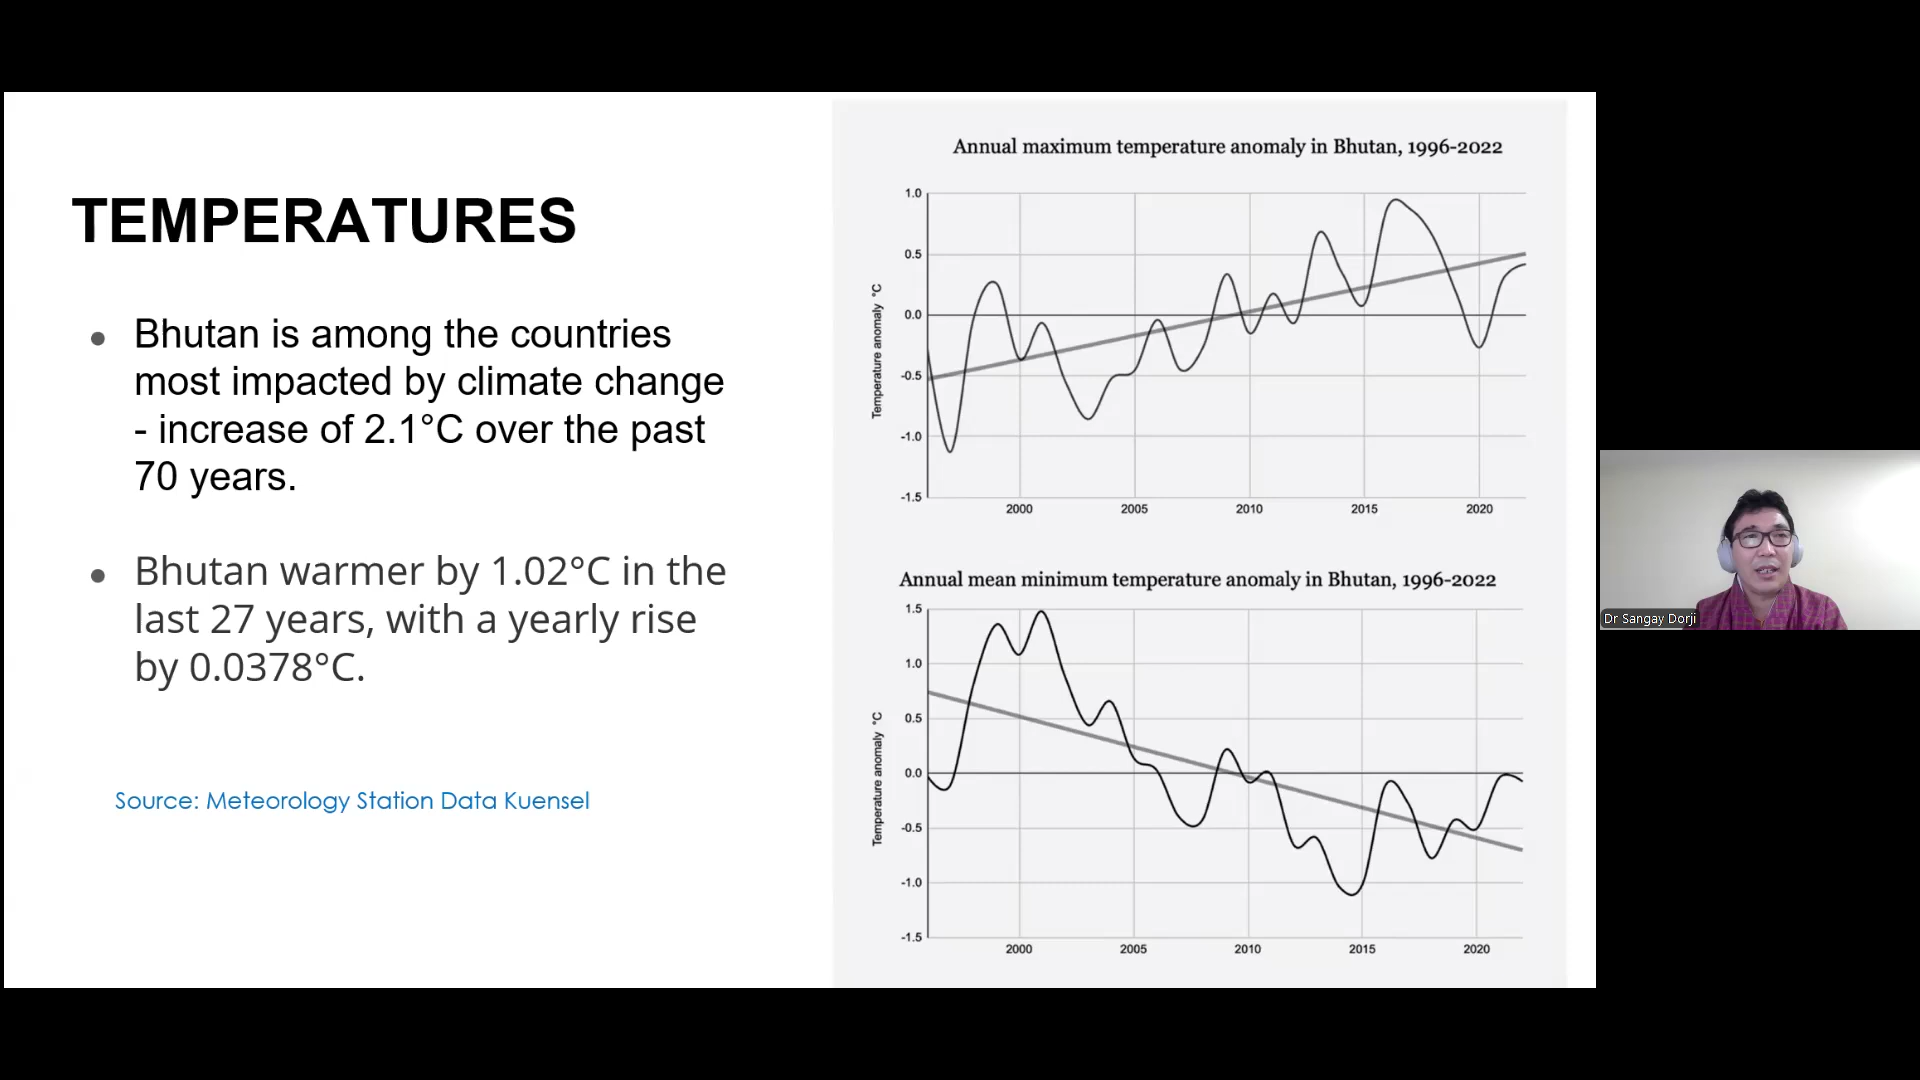 TEMPERATURES
Bhutan is among the countries
most impacted by climate change
- increase of 2.1°C over the past
70 years.
Bhutan warmer by 1.02°C in the
last 27 years, with a yearly rise
by 0.0378°C.
Source: Meteorology Station Data Kuensel
Annual maximum temperature anomaly in Bhutan, 1996-2022
Temperature anomaly °C
1.0
0.5
0.0
-0.5
-1.0
-1.5
2000 2005 2010 2015 2020
Annual mean minimum temperature anomaly in Bhutan, 1996-2022
Temperature anomaly °C
1.5
1.0
0.5
0.0
-0.5
-1.0
-1.5
2000 2005 2010 2015 2020
Dr Sangay Dorji